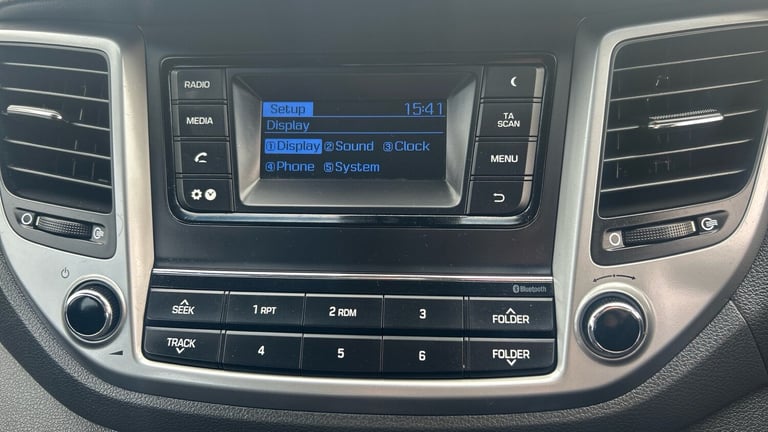 RADIO
MEDIA
Setup 15:41
Display
①Display ②Sound ③Clock
④Phone ⑤System
TA
SCAN
MENU
Bluetooth
SEEK
1 RPT
2 RDM
3
FOLDER
TRACK
4
5
6
FOLDER